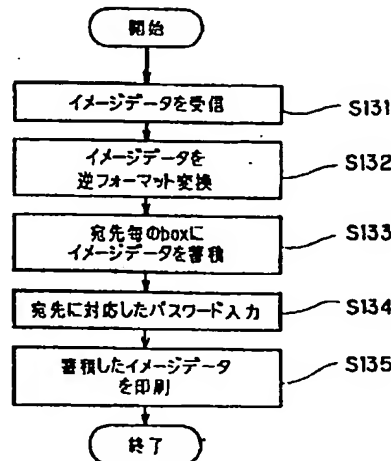 開始
イメージデータを受信
S131
イメージデータを
逆フォーマット変換
S132
宛先毎のboxに
イメージデータを蓄積
S133
宛先に対応したパスワード入力
S134
蓄積したイメージデータ
を印刷
S135
終了